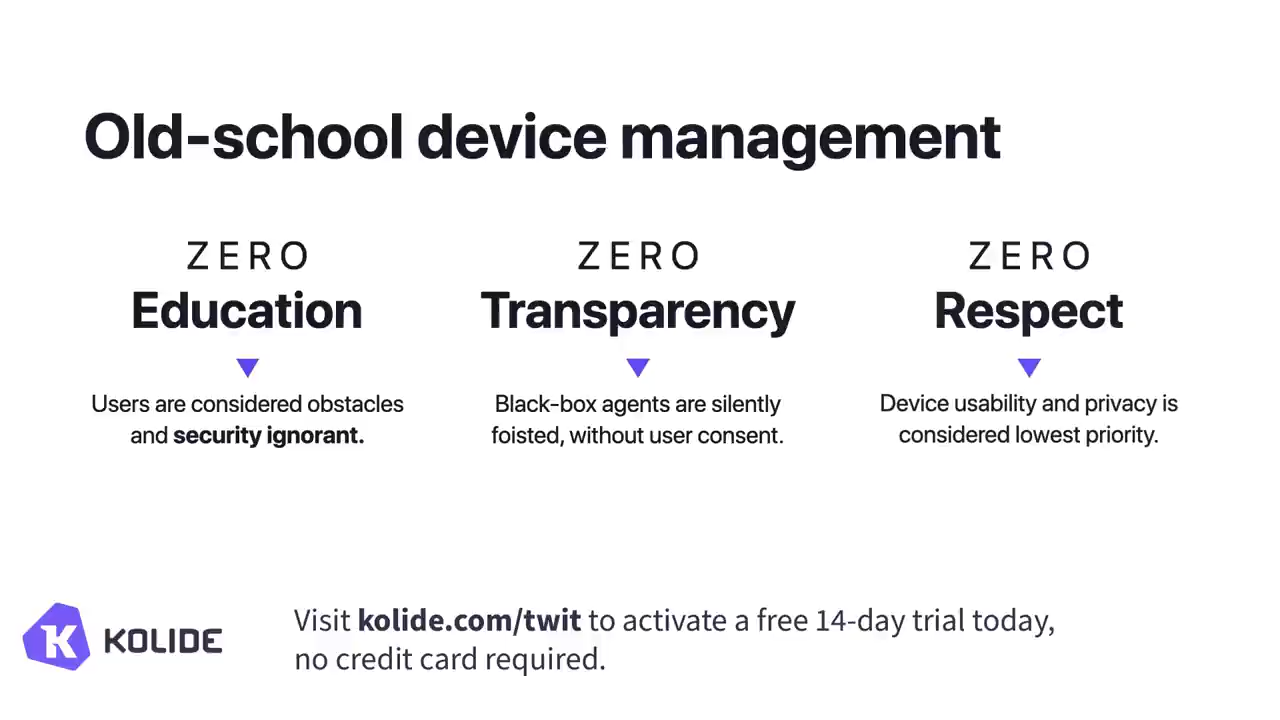 Old-school device management
ZERO
Education
Users are considered obstacles
and security ignorant.
ZERO
Transparency
Black-box agents are silently
foisted, without user consent.
ZERO
Respect
Device usability and privacy is
considered lowest priority.
K KOLIDE
Visit kolide.com/twit to activate a free 14-day trial today,
no credit card required.